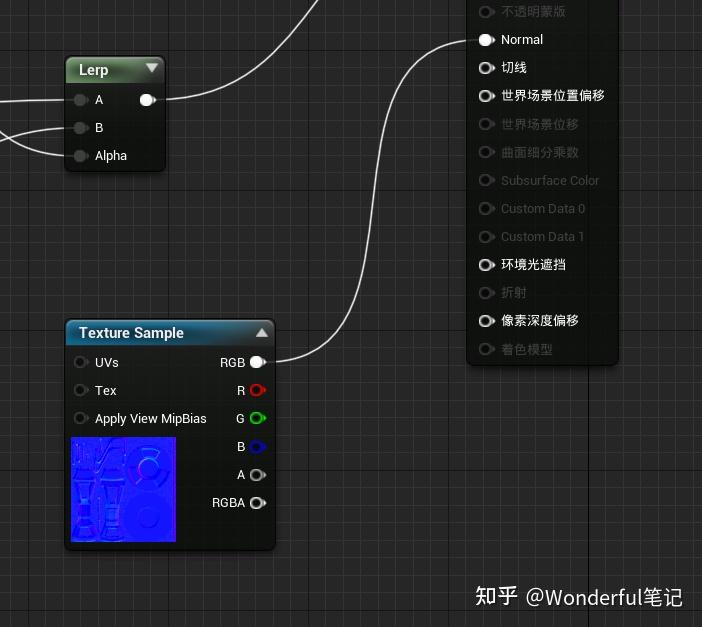 不透明蒙版
Normal
切线
世界场景位置偏移
世界场景位移
曲面细分乘数
Subsurface Color
Custom Data 0
Custom Data 1
环境光遮挡
折射
像素深度偏移
着色模型
Lerp
A
B
Alpha
Texture Sample
UVs RGB
Tex R
Apply View MipBias G
B
A
RGBA
知乎 @Wonderful笔记